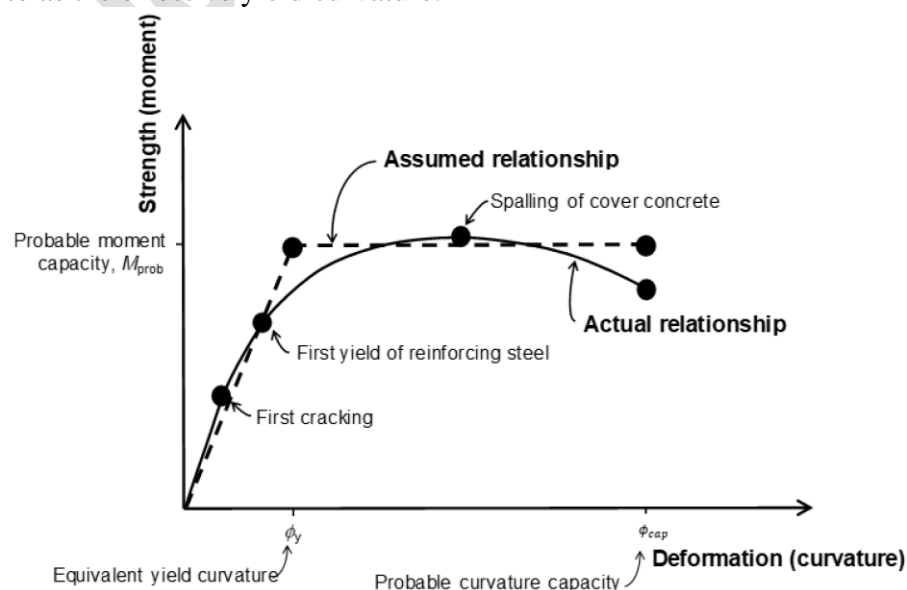 Strength (moment)
Assumed relationship
Spalling of cover concrete
Probable moment
capacity, Mprob
Actual relationship
First yield of reinforcing steel
First cracking
ϕy
ϕcap
Equivalent yield curvature
Deformation (curvature)
Probable curvature capacity